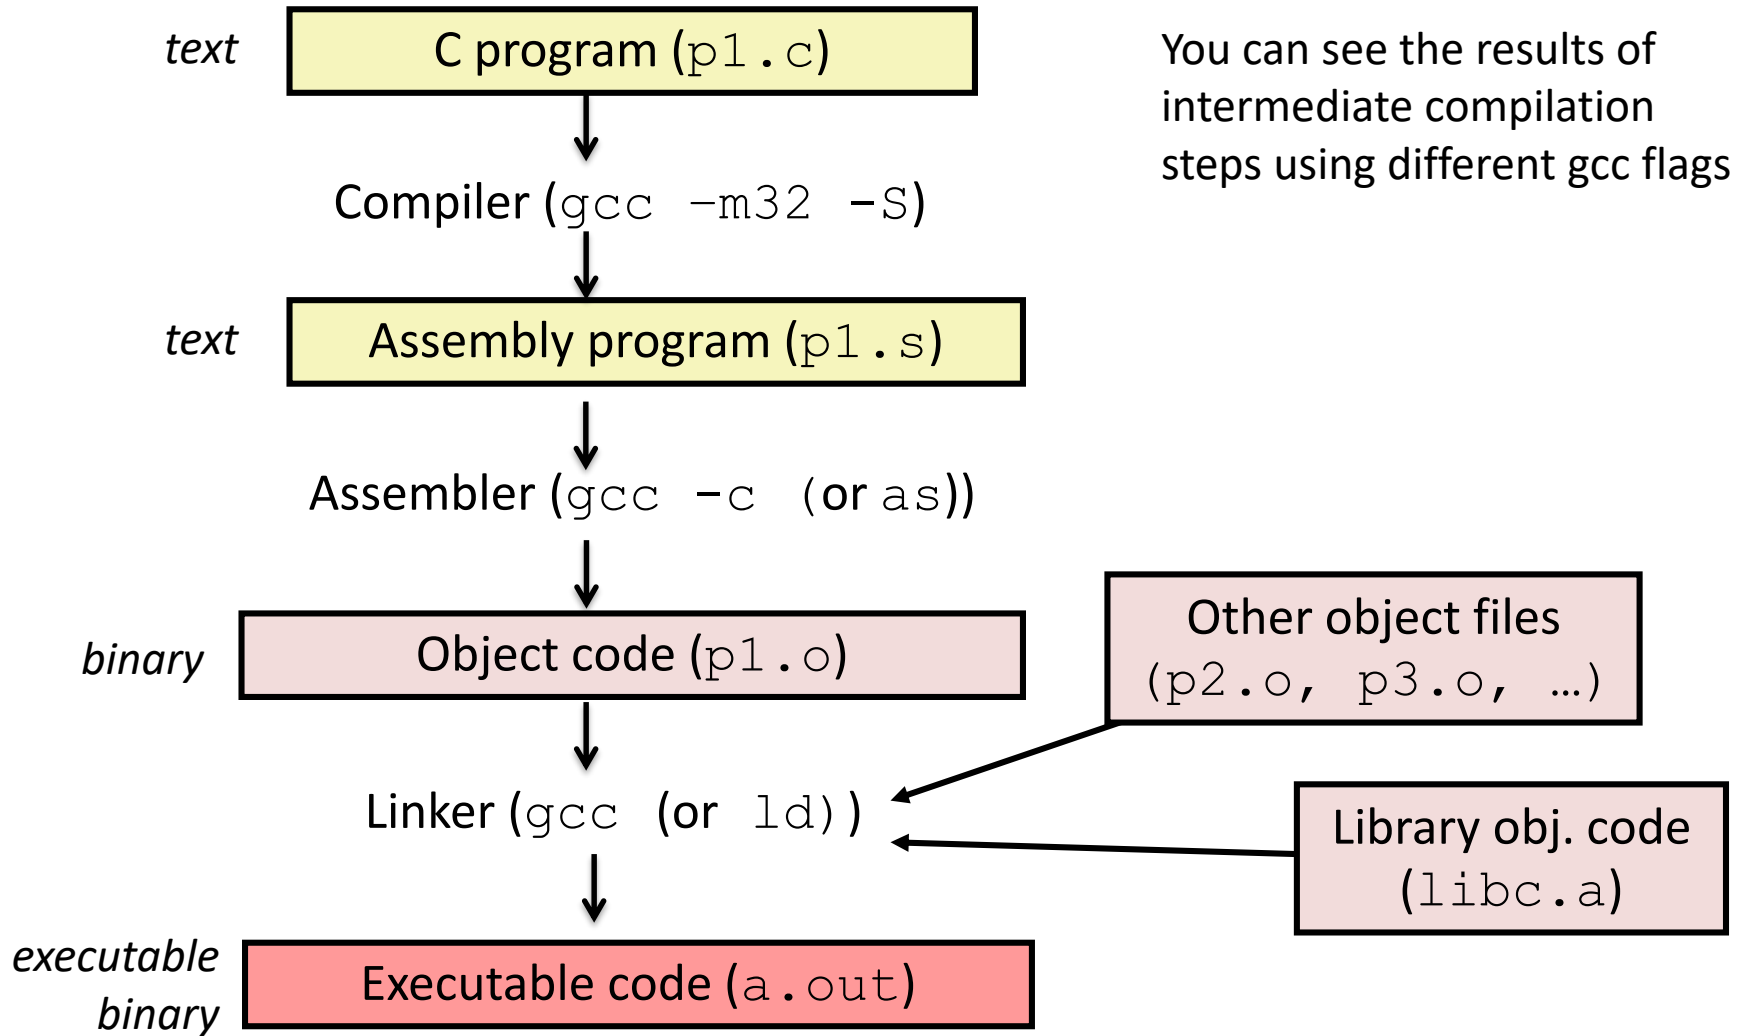 text
C program (p1.c)
You can see the results of
intermediate compilation
steps using different gcc flags
Compiler (gcc –m32 -S)
text
Assembly program (p1.s)
Assembler (gcc -c (or as))
binary
Object code (p1.o)
Other object files
(p2.o, p3.o, …)
Linker (gcc (or ld))
Library obj. code
(libc.a)
executable
binary
Executable code (a.out)